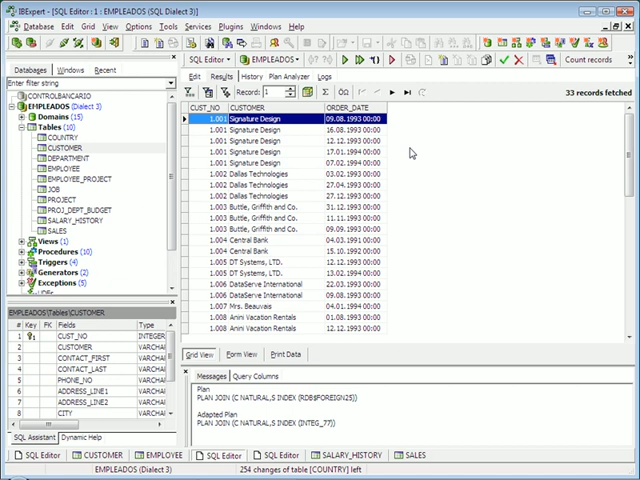 IBExpert - [SQL Editor : 1 : EMPLEADOS (SQL Dialect 3)]
Database Edit Grid View Options Tools Services Plugins Windows Help
Databases Windows Recent
Enter filter string
CONTROLBANCARIO
EMPLEADOS (Dialect 3)
Domains (15)
Tables (10)
COUNTRY
CUSTOMER
DEPARTMENT
EMPLOYEE
EMPLOYEE_PROJECT
JOB
PROJECT
PROJ_DEPT_BUDGET
SALARY_HISTORY
SALES
Views (1)
Procedures (10)
Triggers (4)
Generators (2)
Exceptions (5)
EMPLEADOS\Tables\CUSTOMER
# Key FK Fields Type
1 1 CUST_NO INTEGER
2 CUSTOMER VARCHA
3 CONTACT_FIRST VARCHA
4 CONTACT_LAST VARCHA
5 PHONE_NO VARCHA
6 ADDRESS_LINE1 VARCHA
7 ADDRESS_LINE2 VARCHA
8 CITY VARCHA
SQL Assistant Dynamic Help
SQL Editor EMPLEADOS Count records
Edit Results History Plan Analyzer Logs
Record: 1 33 records fetched
CUST_NO CUSTOMER ORDER_DATE
1.001 Signature Design 09.08.1993 00:00
1.001 Signature Design 16.08.1993 00:00
1.001 Signature Design 12.12.1993 00:00
1.001 Signature Design 17.01.1994 00:00
1.001 Signature Design 07.02.1994 00:00
1.002 Dallas Technologies 03.02.1993 00:00
1.002 Dallas Technologies 27.04.1993 00:00
1.002 Dallas Technologies 27.12.1993 00:00
1.003 Buttle, Griffith and Co. 31.12.1993 00:00
1.003 Buttle, Griffith and Co. 11.11.1993 00:00
1.003 Buttle, Griffith and Co. 09.09.1993 00:00
1.004 Central Bank 04.03.1991 00:00
1.004 Central Bank 15.10.1992 00:00
1.005 DT Systems, LTD. 13.12.1993 00:00
1.005 DT Systems, LTD. 13.02.1994 00:00
1.006 DataServe International 22.03.1993 00:00
1.006 DataServe International 09.08.1993 00:00
1.007 Mrs. Beauvais 04.01.1994 00:00
1.008 Anini Vacation Rentals 01.08.1993 00:00
1.008 Anini Vacation Rentals 12.12.1993 00:00
Grid View Form View Print Data
Messages Query Columns
Plan
PLAN JOIN (C NATURAL,S INDEX (RDB$FOREIGN25))
Adapted Plan
PLAN JOIN (C NATURAL,S INDEX (INTEG_77))
SQL Editor CUSTOMER EMPLOYEE SQL Editor SQL Editor SALARY_HISTORY SALES
EMPLEADOS (Dialect 3) 254 changes of table [COUNTRY] left